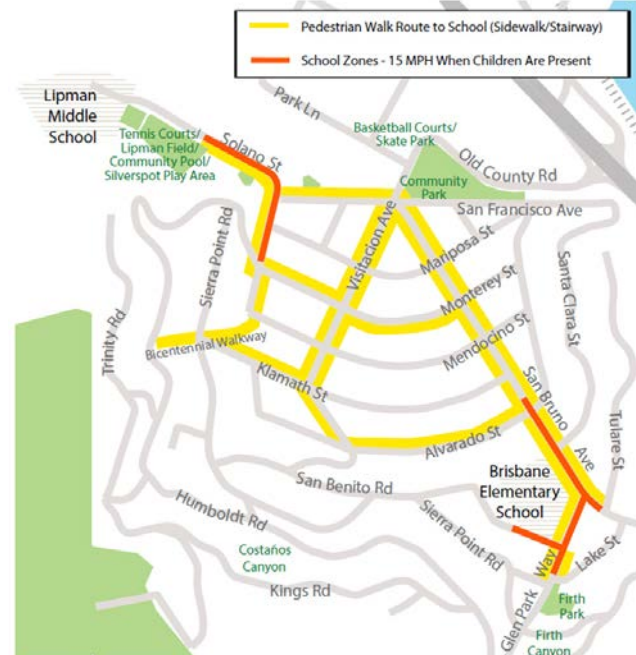 Pedestrian Walk Route to School (Sidewalk/Stairway)
School Zones - 15 MPH When Children Are Present
Lipman
Middle
School
Park Ln
Tennis Courts/
Lipman Field/
Community Pool/
Silverspot Play Area
Solano St
Basketball Courts/
Skate Park
Old County Rd
Community
Park
San Francisco Ave
Visitacion Ave
Mariposa St
Sierra Point Rd
Monterey St
Santa Clara St
Trinity Rd
Bicentennial Walkway
Mendocino St
Klamath St
San Bruno Ave
Tulare St
Alvarado St
San Benito Rd
Brisbane
Elementary
School
Humboldt Rd
Sierra Point Rd
Costaños
Canyon
Kings Rd
Lake St
Glen Park Way
Firth
Park
Firth
Canyon